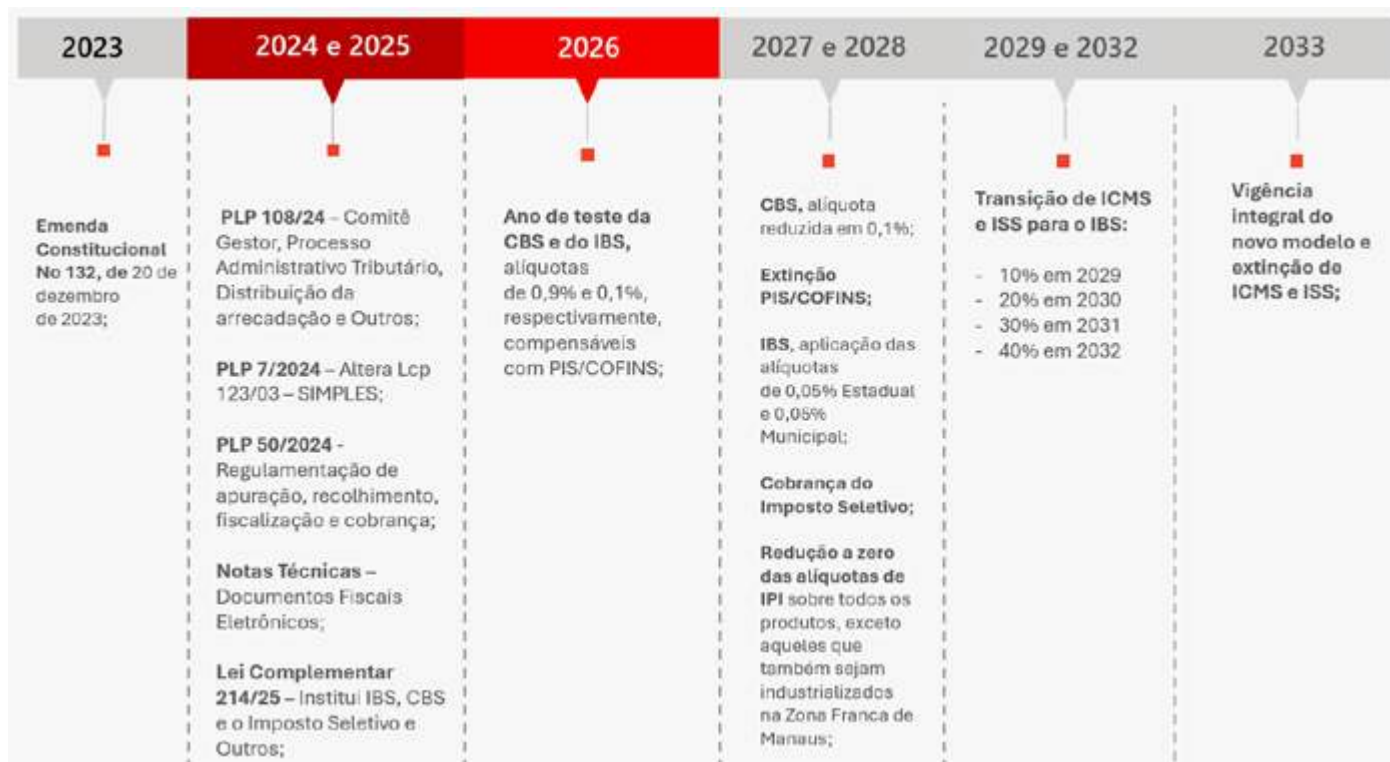 2023
Emenda
Constitucional
No 132, de 20 de
dezembro
de 2023;
2024 e 2025
PLP 108/24 – Comitê
Gestor, Processo
Administrativo Tributário,
Distribuição da
arrecadação e Outros;
PLP 7/2024 – Altera Lcp
123/03 – SIMPLES;
PLP 50/2024 -
Regulamentação de
apuração, recolhimento,
fiscalização e cobrança;
Notas Técnicas –
Documentos Fiscais
Eletrônicos;
Lei Complementar
214/25 – Institui IBS, CBS
e o Imposto Seletivo e
Outros;
2026
Ano de teste da
CBS e do IBS,
alíquotas
de 0,9% e 0,1%,
respectivamente,
compensáveis
com PIS/COFINS;
2027 e 2028
CBS, alíquota
reduzida em 0,1%;
Extinção
PIS/COFINS;
IBS, aplicação das
alíquotas
de 0,05% Estadual
e 0,05%
Municipal;
Cobrança do
Imposto Seletivo;
Redução a zero
das alíquotas de
IPI sobre todos os
produtos, exceto
aqueles que
também sejam
industrializados
na Zona Franca de
Manaus;
2029 e 2032
Transição de ICMS
e ISS para o IBS:
- 10% em 2029
- 20% em 2030
- 30% em 2031
- 40% em 2032
2033
Vigência
integral do
novo modelo e
extinção de
ICMS e ISS;